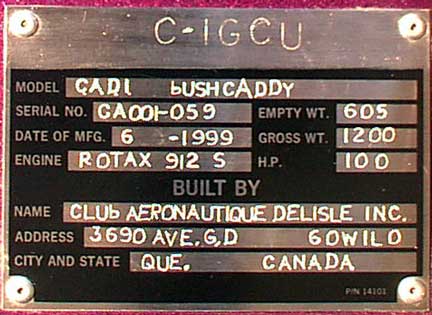 C-IGCU
MODEL CADI bUSHCADDY
SERIAL NO. CA001-059 EMPTY WT. 605
DATE OF MFG. 6 -1999 GROSS WT. 1200
ENGINE ROTAX 912 S H.P. 100
BUILT BY
NAME CLUb AERONAUTIQUE DELISLE INC.
ADDRESS 3690 AVE, G,D GOWILO
CITY AND STATE QUE. CANADA
P/N 14101